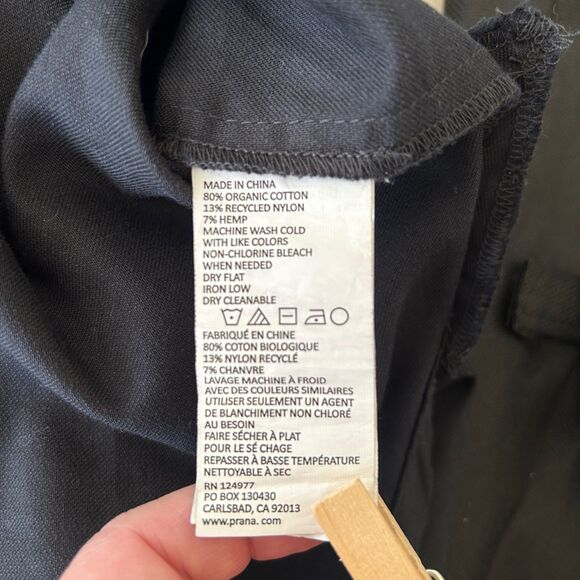 MADE IN CHINA
80% ORGANIC COTTON
13% RECYCLED NYLON
7% HEMP
MACHINE WASH COLD
WITH LIKE COLORS
NON-CHLORINE BLEACH
WHEN NEEDED
DRY FLAT
IRON LOW
DRY CLEANABLE
FABRIQUÉ EN CHINE
80% COTON BIOLOGIQUE
13% NYLON RECYCLÉ
7% CHANVRE
LAVAGE MACHINE À FROID
AVEC DES COULEURS SIMILAIRES
UTILISER SEULEMENT UN AGENT
DE BLANCHIMENT NON CHLORÉ
AU BESOIN
FAIRE SÉCHER À PLAT
POUR LE SÉ CHAGE
REPASSER À BASSE TEMPÉRATURE
NETTOYABLE À SEC
RN 124977
PO BOX 130430
CARLSBAD, CA 92013
www.prana.com